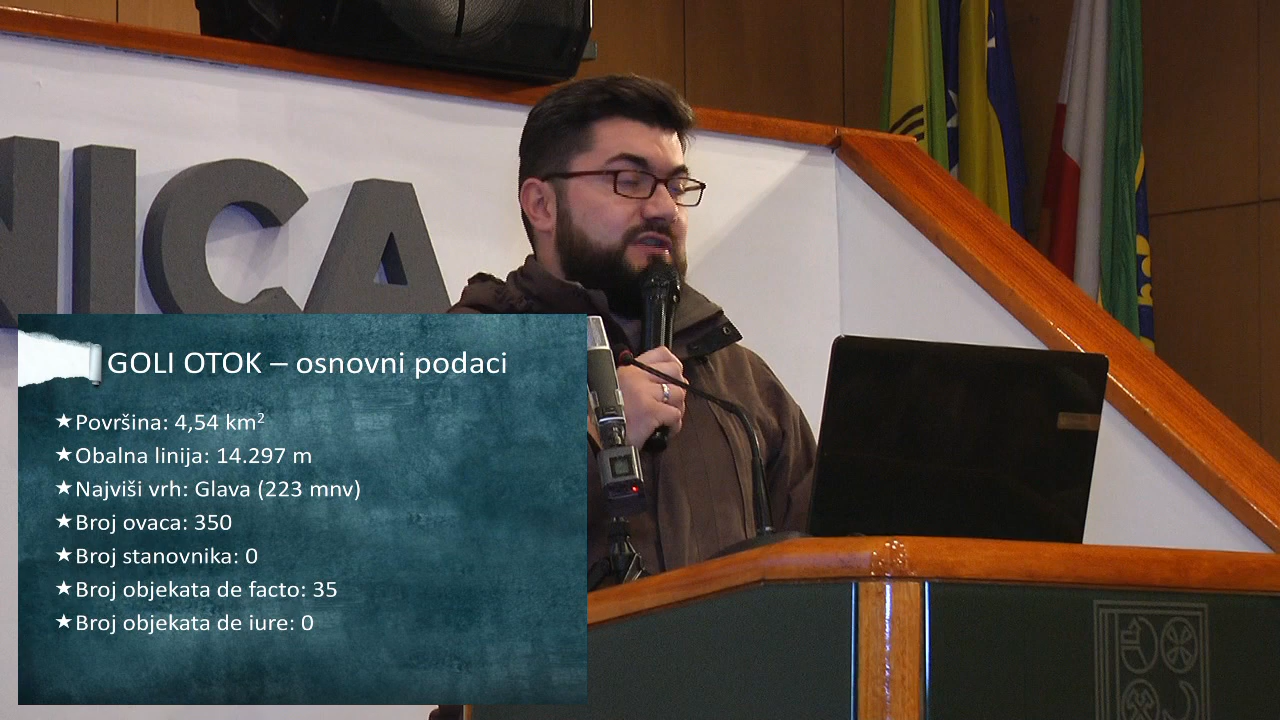 NICA
GOLI OTOK – osnovni podaci
★Površina: 4,54 km²
★Obalna linija: 14.297 m
★Najviši vrh: Glava (223 mnv)
★Broj ovaca: 350
★Broj stanovnika: 0
★Broj objekata de facto: 35
★Broj objekata de iure: 0